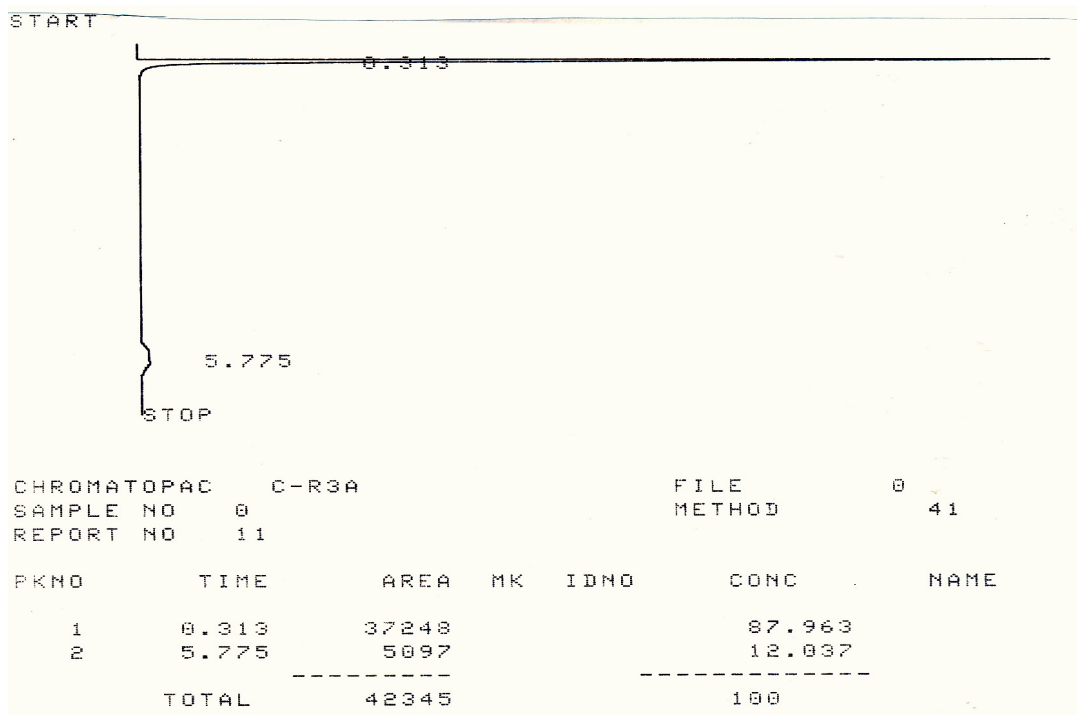 START
0.313
5.775
STOP
CHROMATOPAC C-R3A FILE 0
SAMPLE NO 0 METHOD 41
REPORT NO 11
PKNO TIME AREA MK IDNO CONC NAME
1 0.313 37248 87.963
2 5.775 5097 12.037
--------- -------------
TOTAL 42345 100